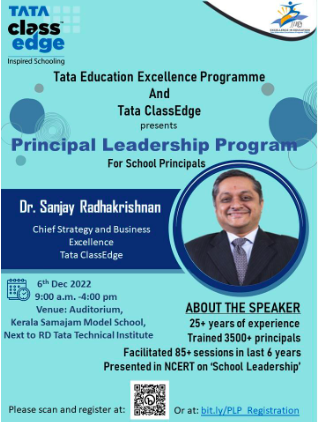 TATA
class
edge
Inspired Schooling
Tata Education Excellence Programme
And
Tata ClassEdge
presents
Principal Leadership Program
For School Principals
Dr. Sanjay Radhakrishnan
Chief Strategy and Business
Excellence
Tata ClassEdge
6th Dec 2022
9:00 a.m. -4:00 pm
Venue: Auditorium,
Kerala Samajam Model School,
Next to RD Tata Technical Institute
ABOUT THE SPEAKER
25+ years of experience
Trained 3500+ principals
Facilitated 85+ sessions in last 6 years
Presented in NCERT on ‘School Leadership’
Please scan and register at:
Or at: bit.ly/PLP_Registration